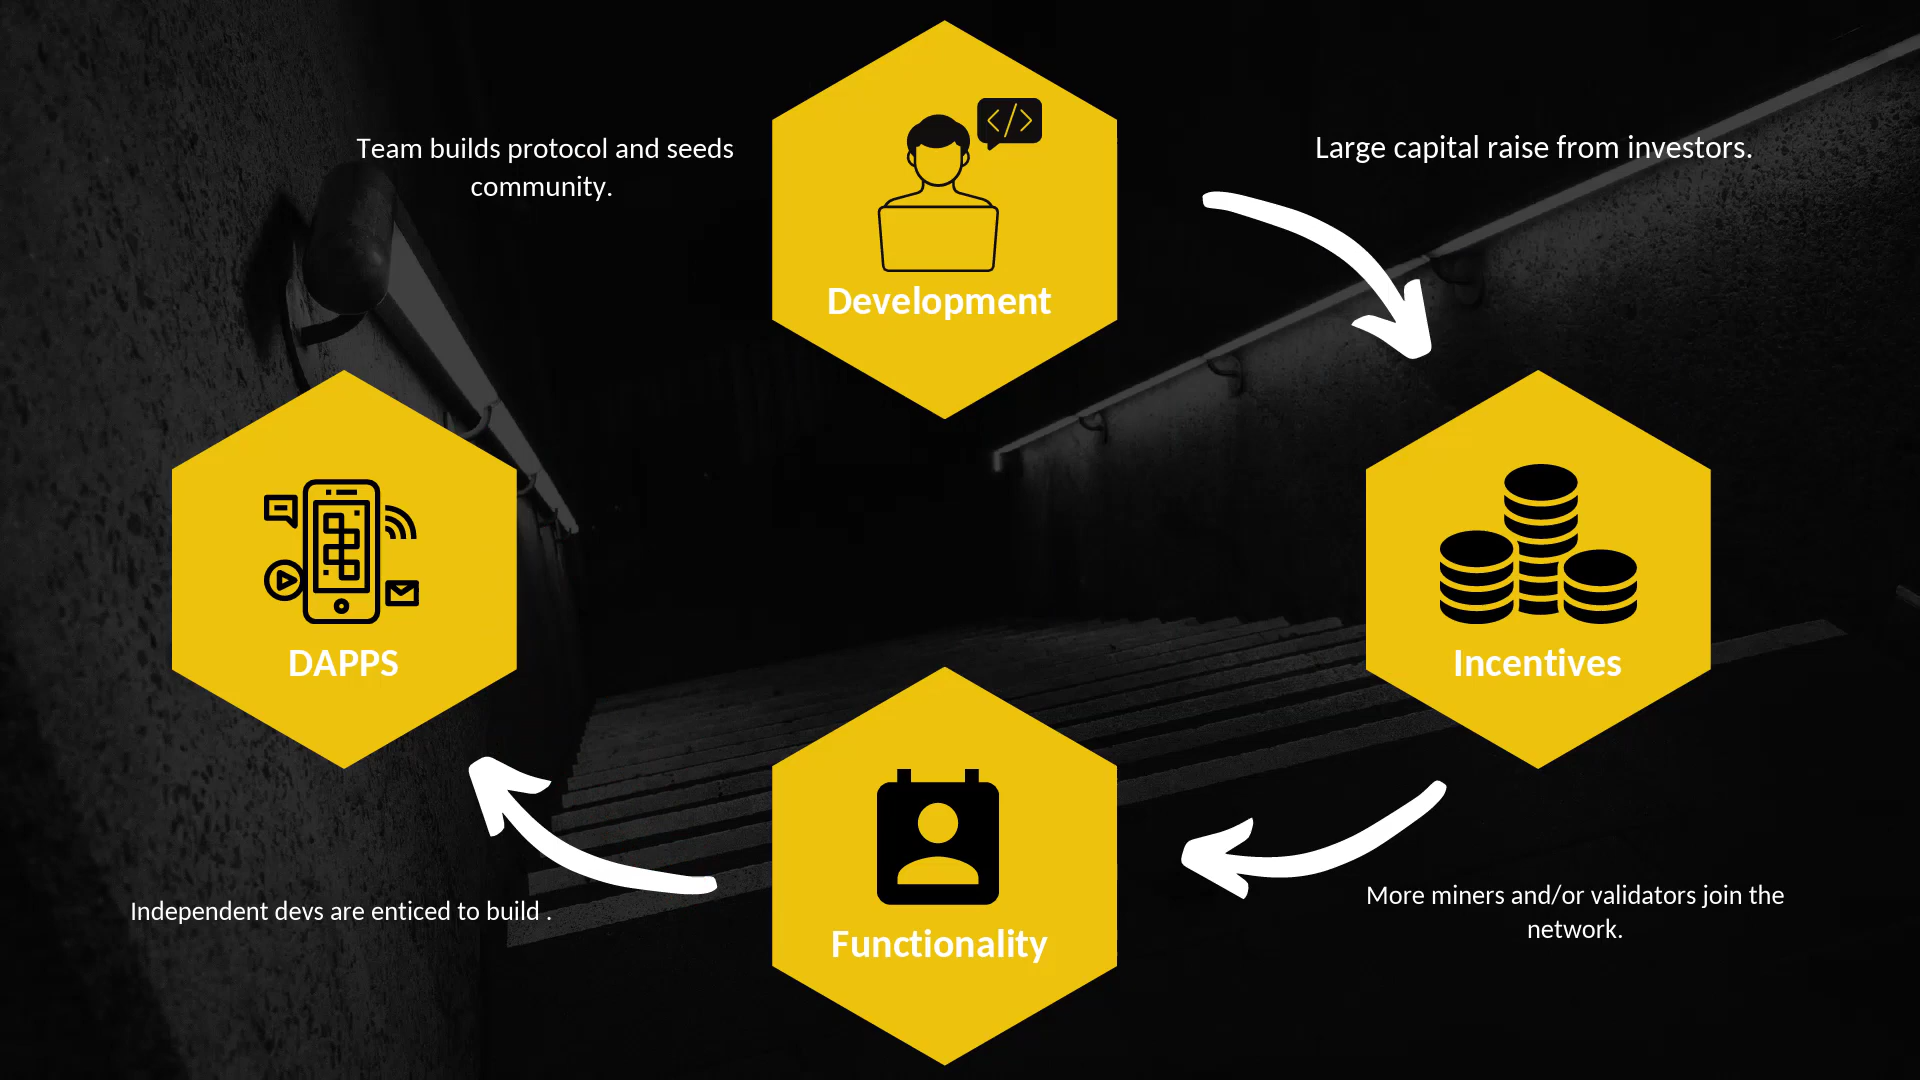 Team builds protocol and seeds
community.
</>
Development
Large capital raise from investors.
DAPPS
Incentives
Independent devs are enticed to build .
Functionality
More miners and/or validators join the
network.